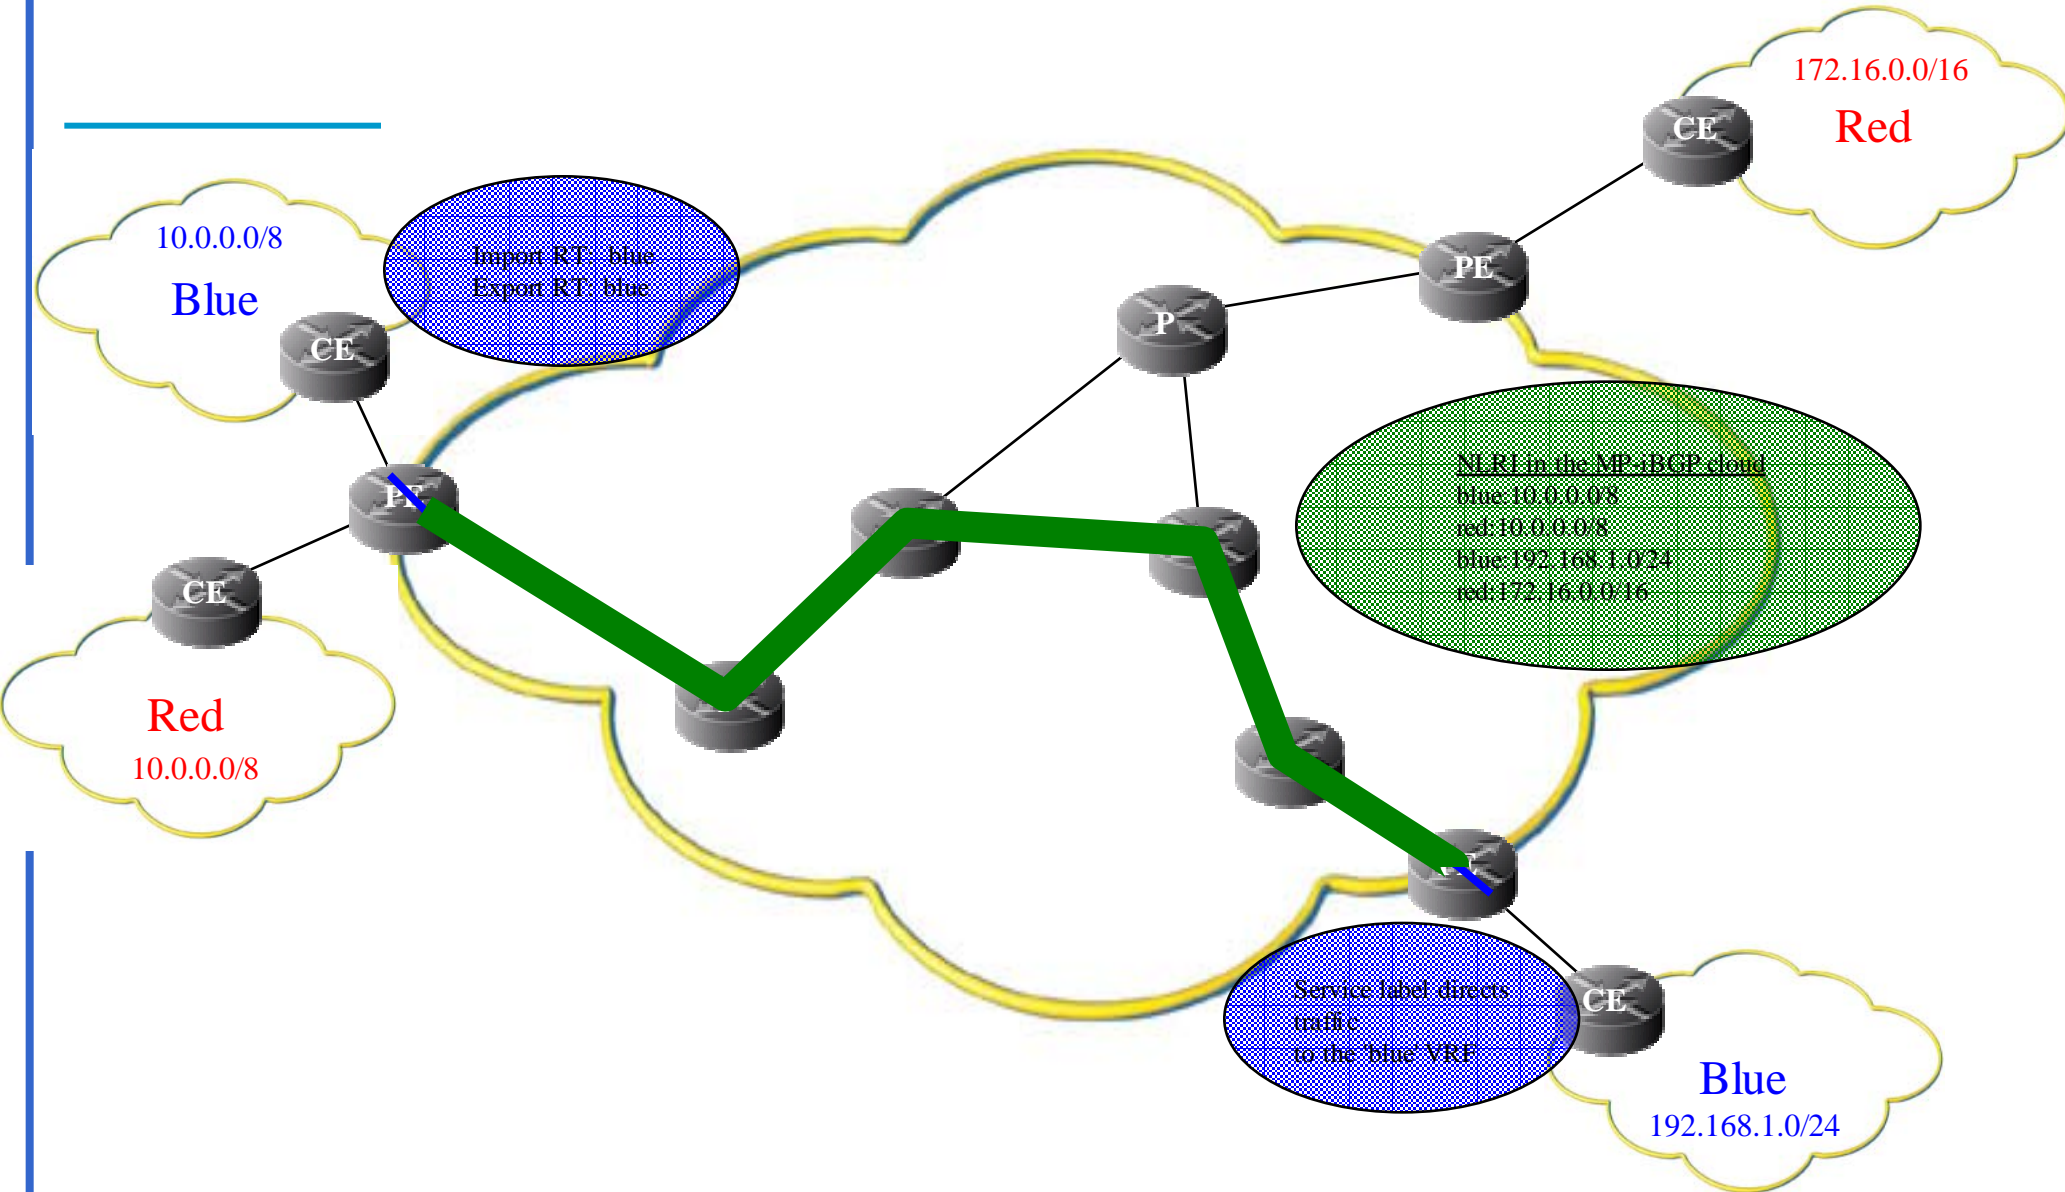 172.16.0.0/16
Red
CE
10.0.0.0/8
Blue
CE
Import RT: blue
Export RT: blue
PE
P
NLRI in the MP-iBGP cloud
blue:10.0.0.0/8
red:10.0.0.0/8
blue:192.168.1.0/24
red:172.16.0.0/16
PE
CE
Red
10.0.0.0/8
PE
Service label directs
traffic
to the 'blue' VRF
CE
Blue
192.168.1.0/24